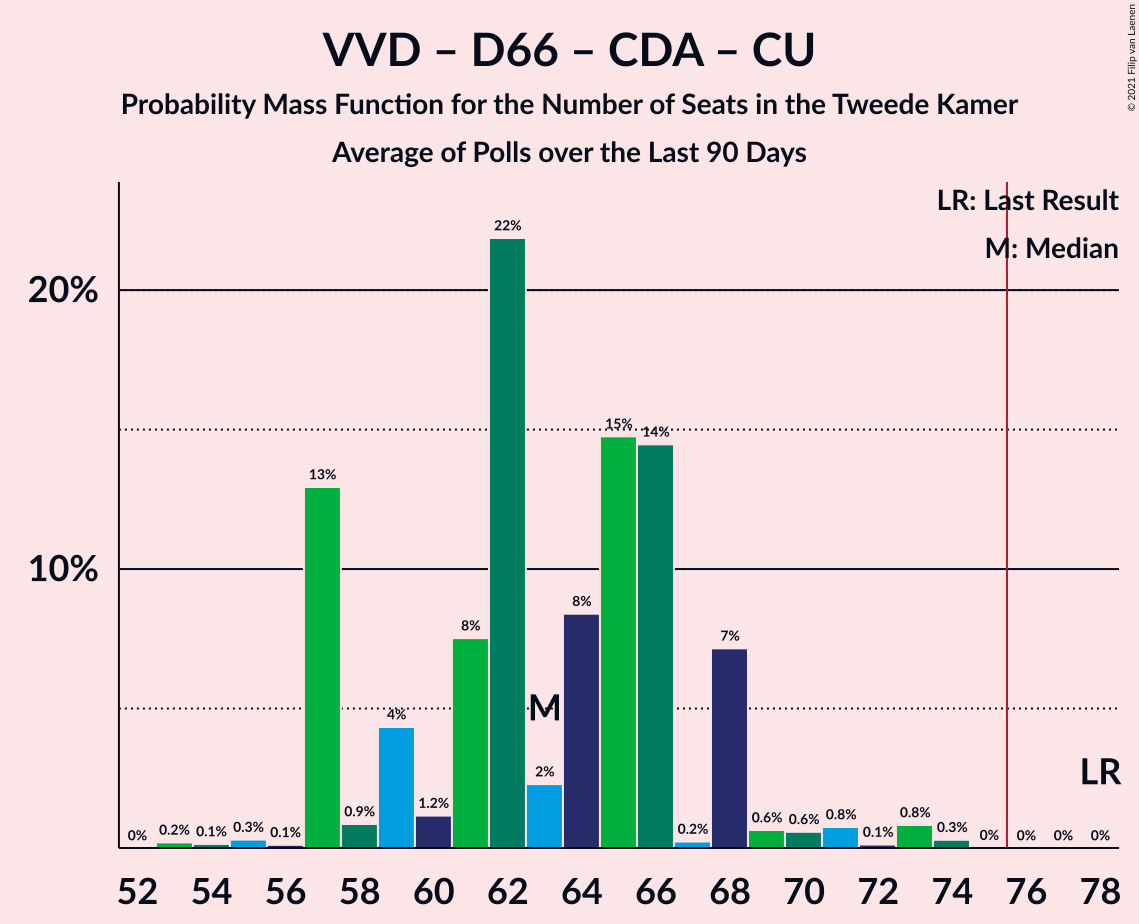 VVD – D66 – CDA – CU
Probability Mass Function for the Number of Seats in the Tweede Kamer
Average of Polls over the Last 90 Days
© 2021 Filip van Laenen
LR: Last Result
M: Median
20%
10%
0% 0.2% 0.1% 0.3% 0.1% 13% 0.9% 4% 1.2% 8% 22% 2% 8% 15% 14% 0.2% 7% 0.6% 0.6% 0.8% 0.1% 0.8% 0.3% 0% 0% 0% 0%
M
LR
52 54 56 58 60 62 64 66 68 70 72 74 76 78